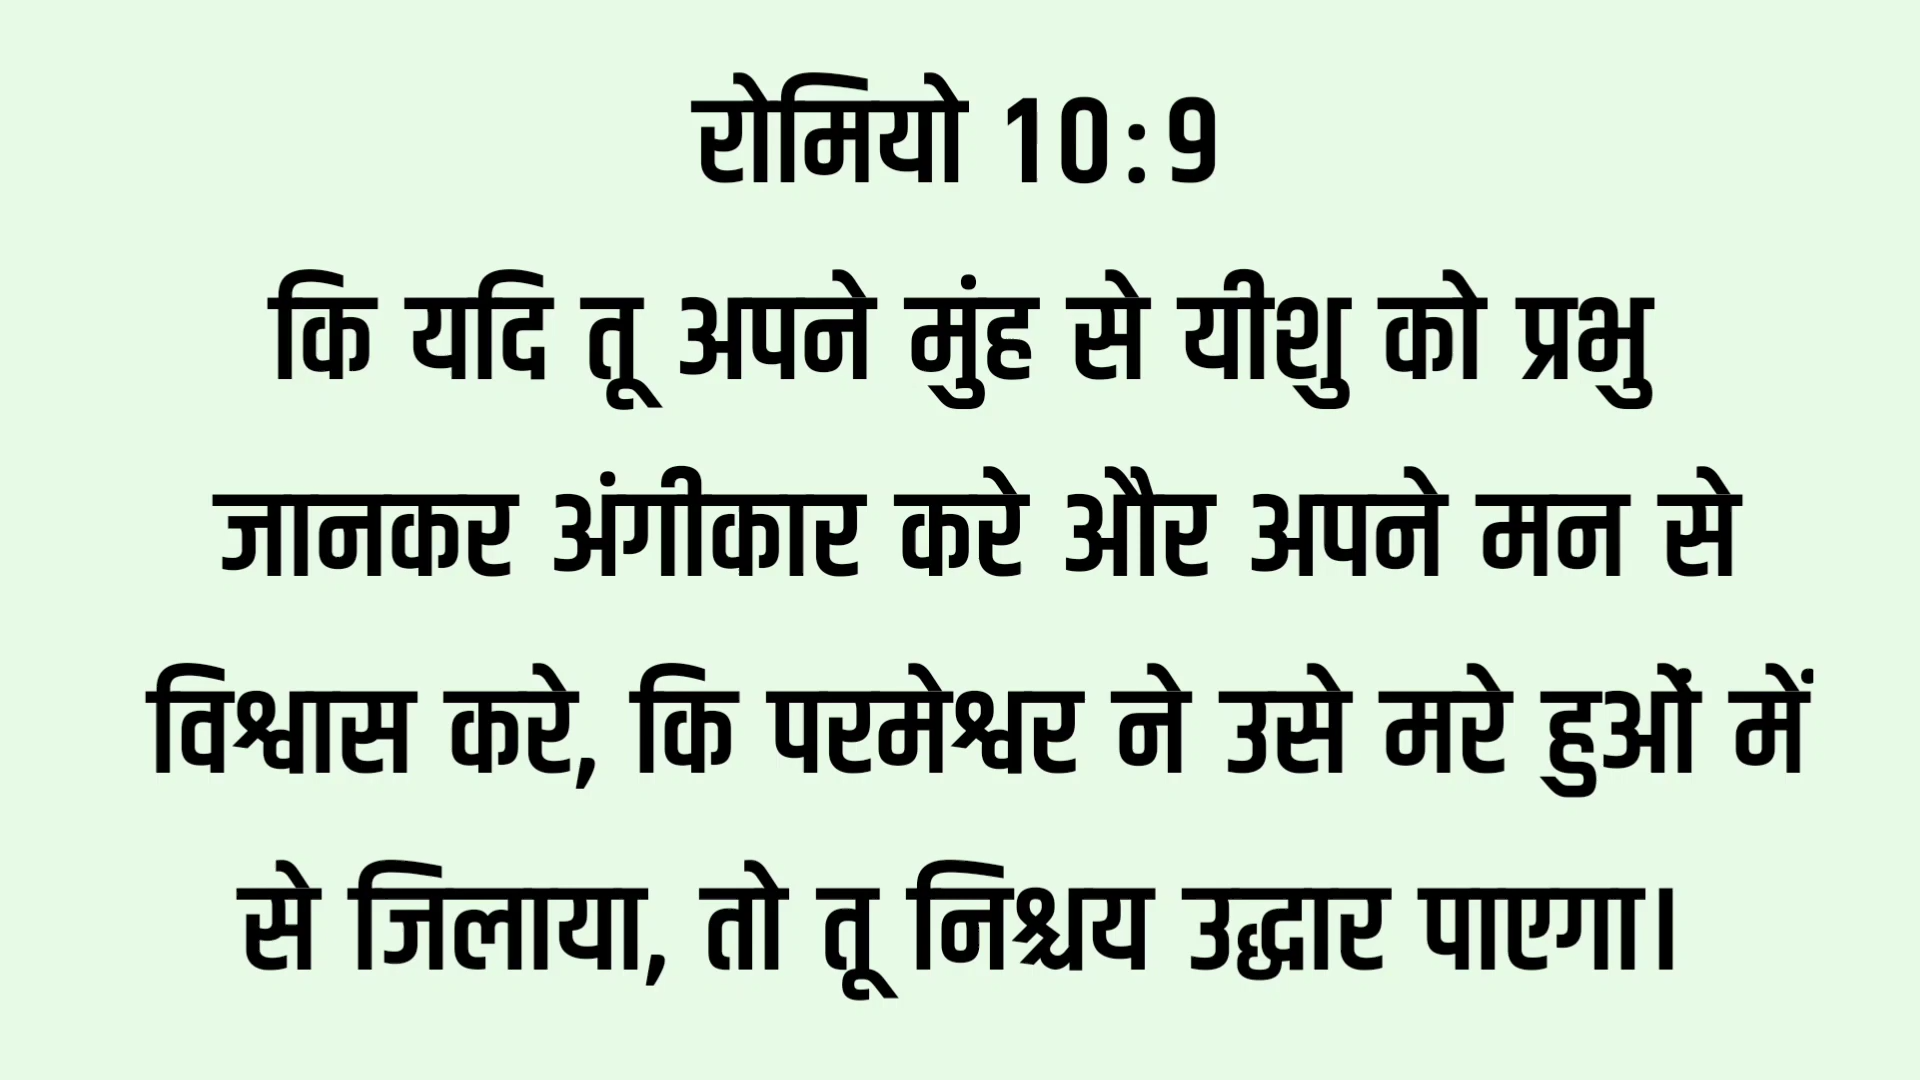 रोमियो 10:9
कि यदि तू अपने मुंह से यीशु को प्रभु
जानकर अंगीकार करे और अपने मन से
विश्वास करे, कि परमेश्वर ने उसे मरे हुओं में
से जिलाया, तो तू निश्चय उद्धार पाएगा।